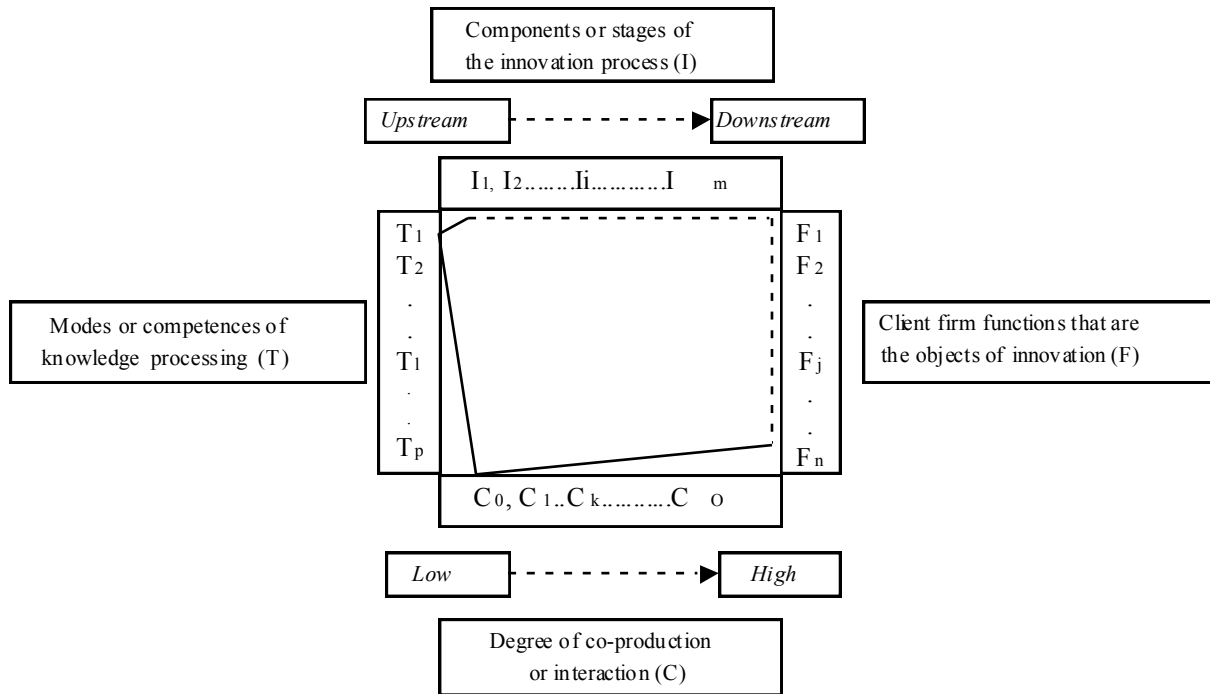 Components or stages of
the innovation process (I)
Upstream
Downstream
I1, I2.......Ii...........I m
T1
T2
.
.
Tl
.
.
Tp
F1
F2
.
.
Fj
.
.
Fn
Modes or competences of
knowledge processing (T)
Client firm functions that are
the objects of innovation (F)
C0, C1..Ck..........C O
Low
High
Degree of co-production
or interaction (C)